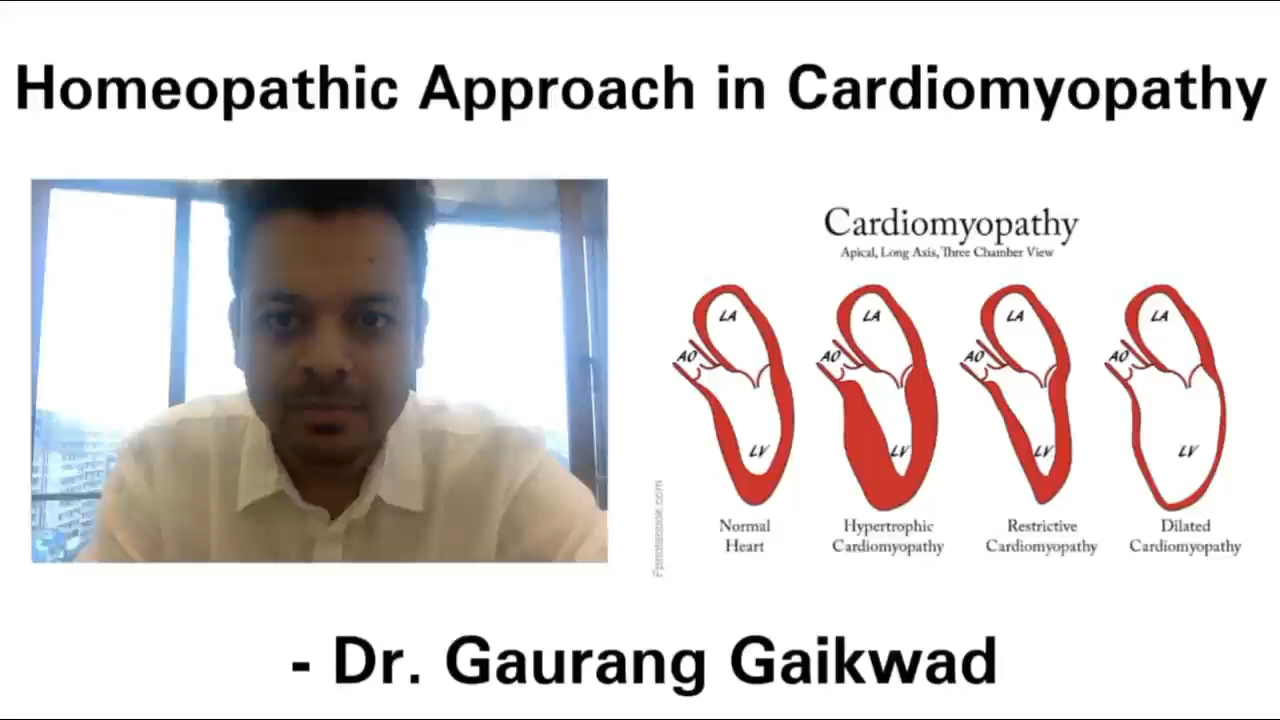 Homeopathic Approach in Cardiomyopathy
Cardiomyopathy
Apical, Long Axis, Three Chamber View
LA
LA
LA
LA
AO
AO
AO
AO
LV
LV
LV
LV
Normal
Heart
Hypertrophic
Cardiomyopathy
Restrictive
Cardiomyopathy
Dilated
Cardiomyopathy
- Dr. Gaurang Gaikwad